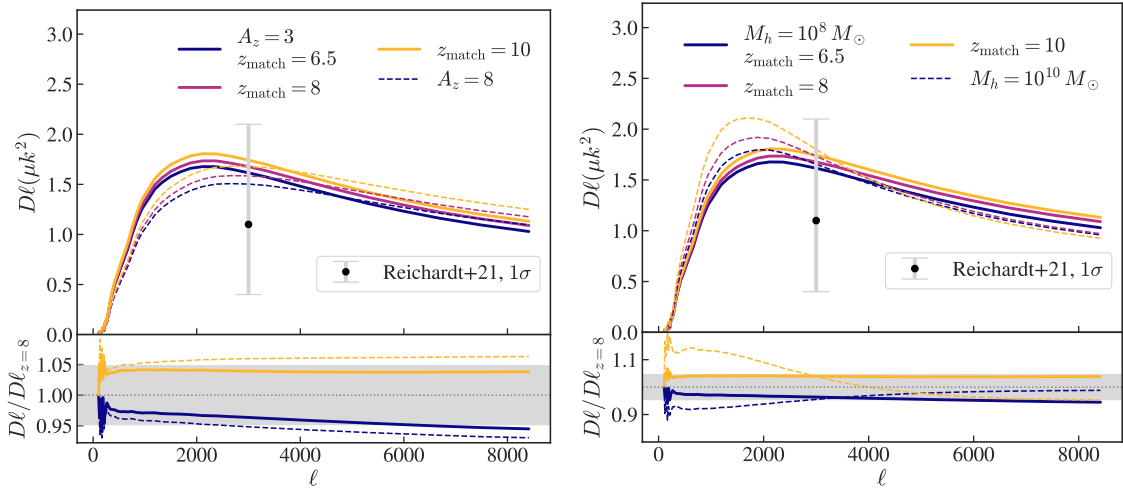 3.0
2.5
2.0
1.5
1.0
0.5
0.0
Dℓ(μk²)
A_z = 3
z_match = 6.5
z_match = 8
z_match = 10
A_z = 8
Reichardt+21, 1σ
1.05
1.00
0.95
Dℓ/Dℓ_{z=8}
0 2000 4000 6000 8000
ℓ
3.0
2.5
2.0
1.5
1.0
0.5
0.0
Dℓ(μk²)
M_h = 10⁸ M_⊙
z_match = 6.5
z_match = 8
z_match = 10
M_h = 10¹⁰ M_⊙
Reichardt+21, 1σ
1.1
0.9
Dℓ/Dℓ_{z=8}
0 2000 4000 6000 8000
ℓ